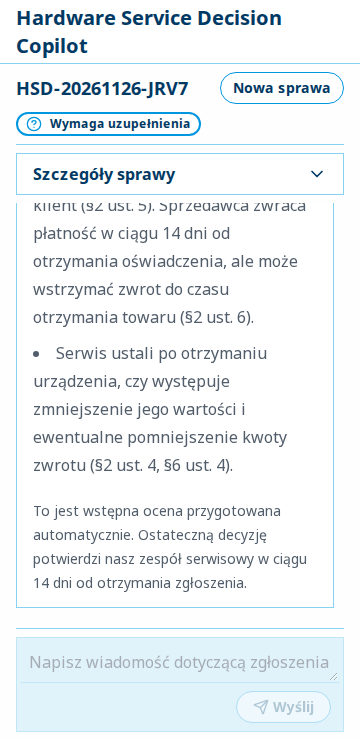 Hardware Service Decision
Copilot
HSD-20261126-JRV7
Nowa sprawa
Wymaga uzupełnienia
Szczegóły sprawy
klient (§2 ust. 5). Sprzedawca zwraca
płatność w ciągu 14 dni od
otrzymania oświadczenia, ale może
wstrzymać zwrot do czasu
otrzymania towaru (§2 ust. 6).
• Serwis ustali po otrzymaniu
urządzenia, czy występuje
zmniejszenie jego wartości i
ewentualne pomniejszenie kwoty
zwrotu (§2 ust. 4, §6 ust. 4).
To jest wstępna ocena przygotowana
automatycznie. Ostateczną decyzję
potwierdzi nasz zespół serwisowy w ciągu
14 dni od otrzymania zgłoszenia.
Napisz wiadomość dotyczącą zgłoszenia
Wyślij